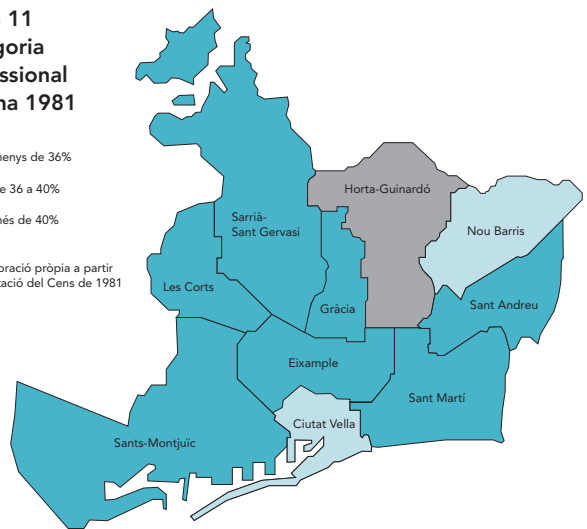 11
goria
ssional
na 1981
menys de 36%
e 36 a 40%
més de 40%
oració pròpia a partir
tació del Cens de 1981
Horta-Guinardó
Nou Barris
Sarrià-
Sant Gervasi
Les Corts
Gràcia
Sant Andreu
Eixample
Sant Martí
Ciutat Vella
Sants-Montjuïc